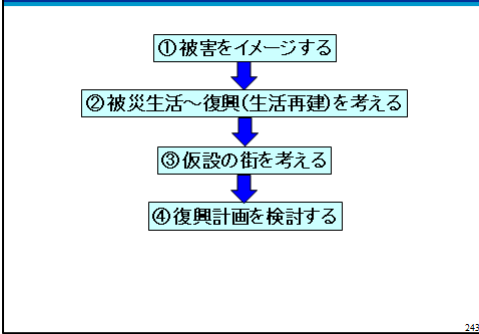 ①被害をイメージする
②被災生活～復興(生活再建)を考える
③仮設の街を考える
④復興計画を検討する
243